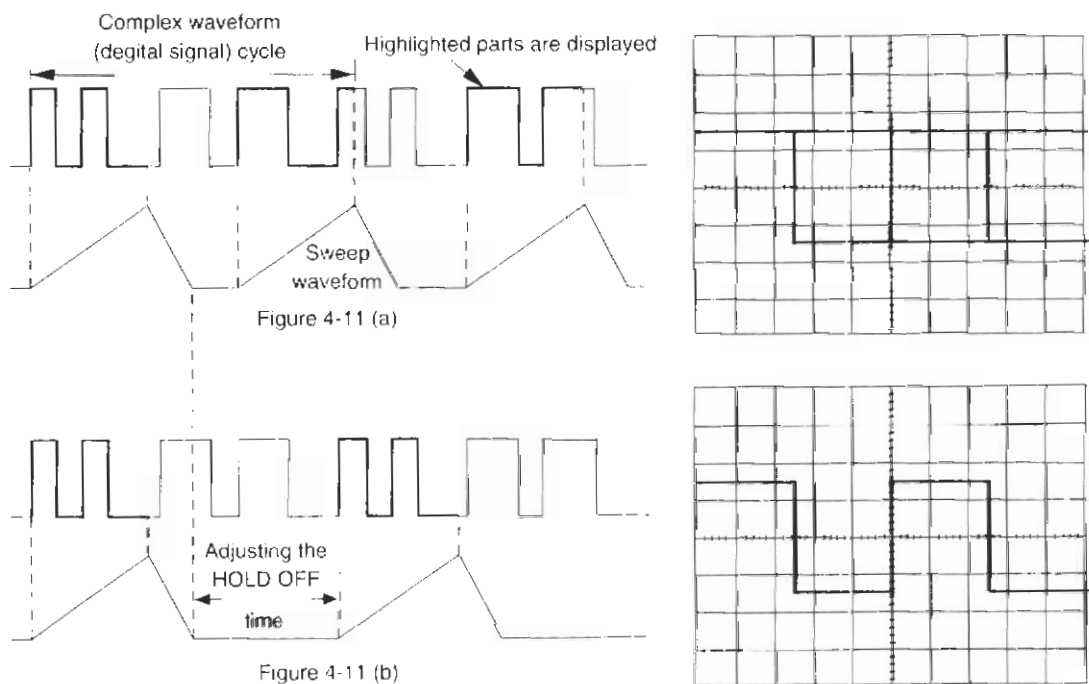 Complex waveform
(degital signal) cycle
Highlighted parts are displayed
Sweep
waveform
Figure 4-11 (a)
Adjusting the
HOLD OFF
time
Figure 4-11 (b)